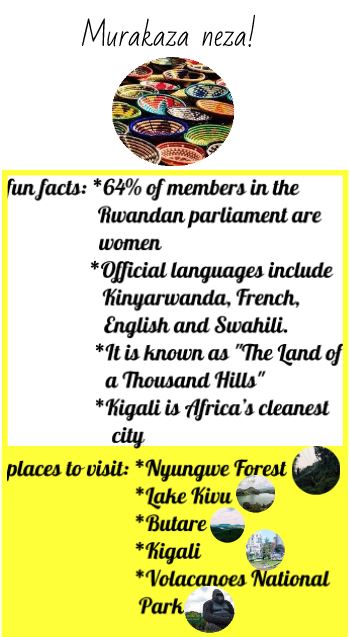 Murakaza neza!
fun facts: *64% of members in the
Rwandan parliament are
women
*Official languages include
Kinyarwanda, French,
English and Swahili.
*It is known as "The Land of
a Thousand Hills"
*Kigali is Africa's cleanest
city
places to visit: *Nyungwe Forest
*Lake Kivu
*Butare
*Kigali
*Volacanoes National
Park